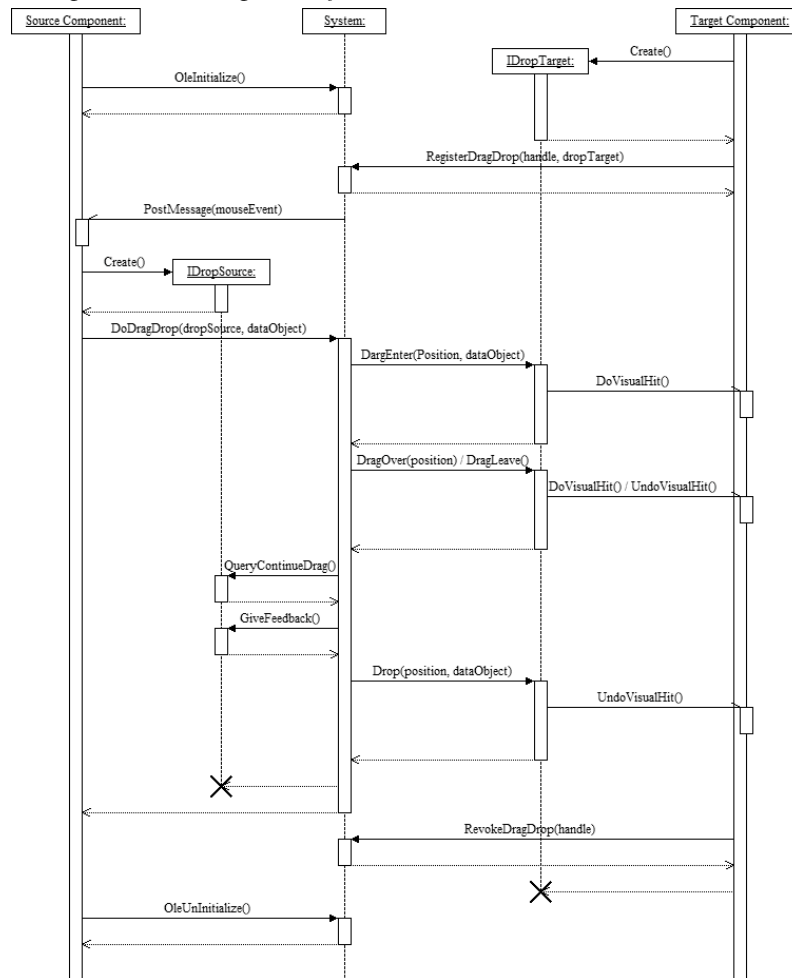 Source Component:
System:
Target Component:
Create()
IDropTarget:
OleInitialize()
RegisterDragDrop(handle, dropTarget)
PostMessage(mouseEvent)
Create()
IDropSource:
DoDragDrop(dropSource, dataObject)
DargEnter(Position, dataObject)
DoVisualHit()
DragOver(position) / DragLeave()
DoVisualHit() / UndoVisualHit()
QueryContinueDrag()
GiveFeedback()
Drop(position, dataObject)
UndoVisualHit()
RevokeDragDrop(handle)
OleUnInitialize()